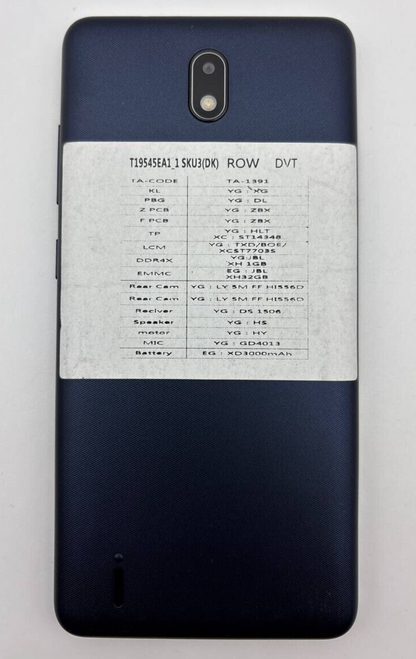 T19545EA1_1 SKU3(DK) ROW DVT
TA-CODE TA-1391
KL YG : XG
PBG YG : DL
Z PCB YG : ZBX
F PCB YG : ZBX
TP YG : HLT
XC : ST14348
LCM YG : TXD/BOE/
XCST7703S
DDR4X YG:JBL
XH 1GB
EMMC EG : JBL
XH32GB
Rear Cam YG : LY 5M FF HI556D
Rear Cam YG : LY 5M FF HI556D
Reciver YG : DS 1506
Speaker YG : HS
motor YG : HY
MIC YG : GD4013
Battery EG : XD3000mAh